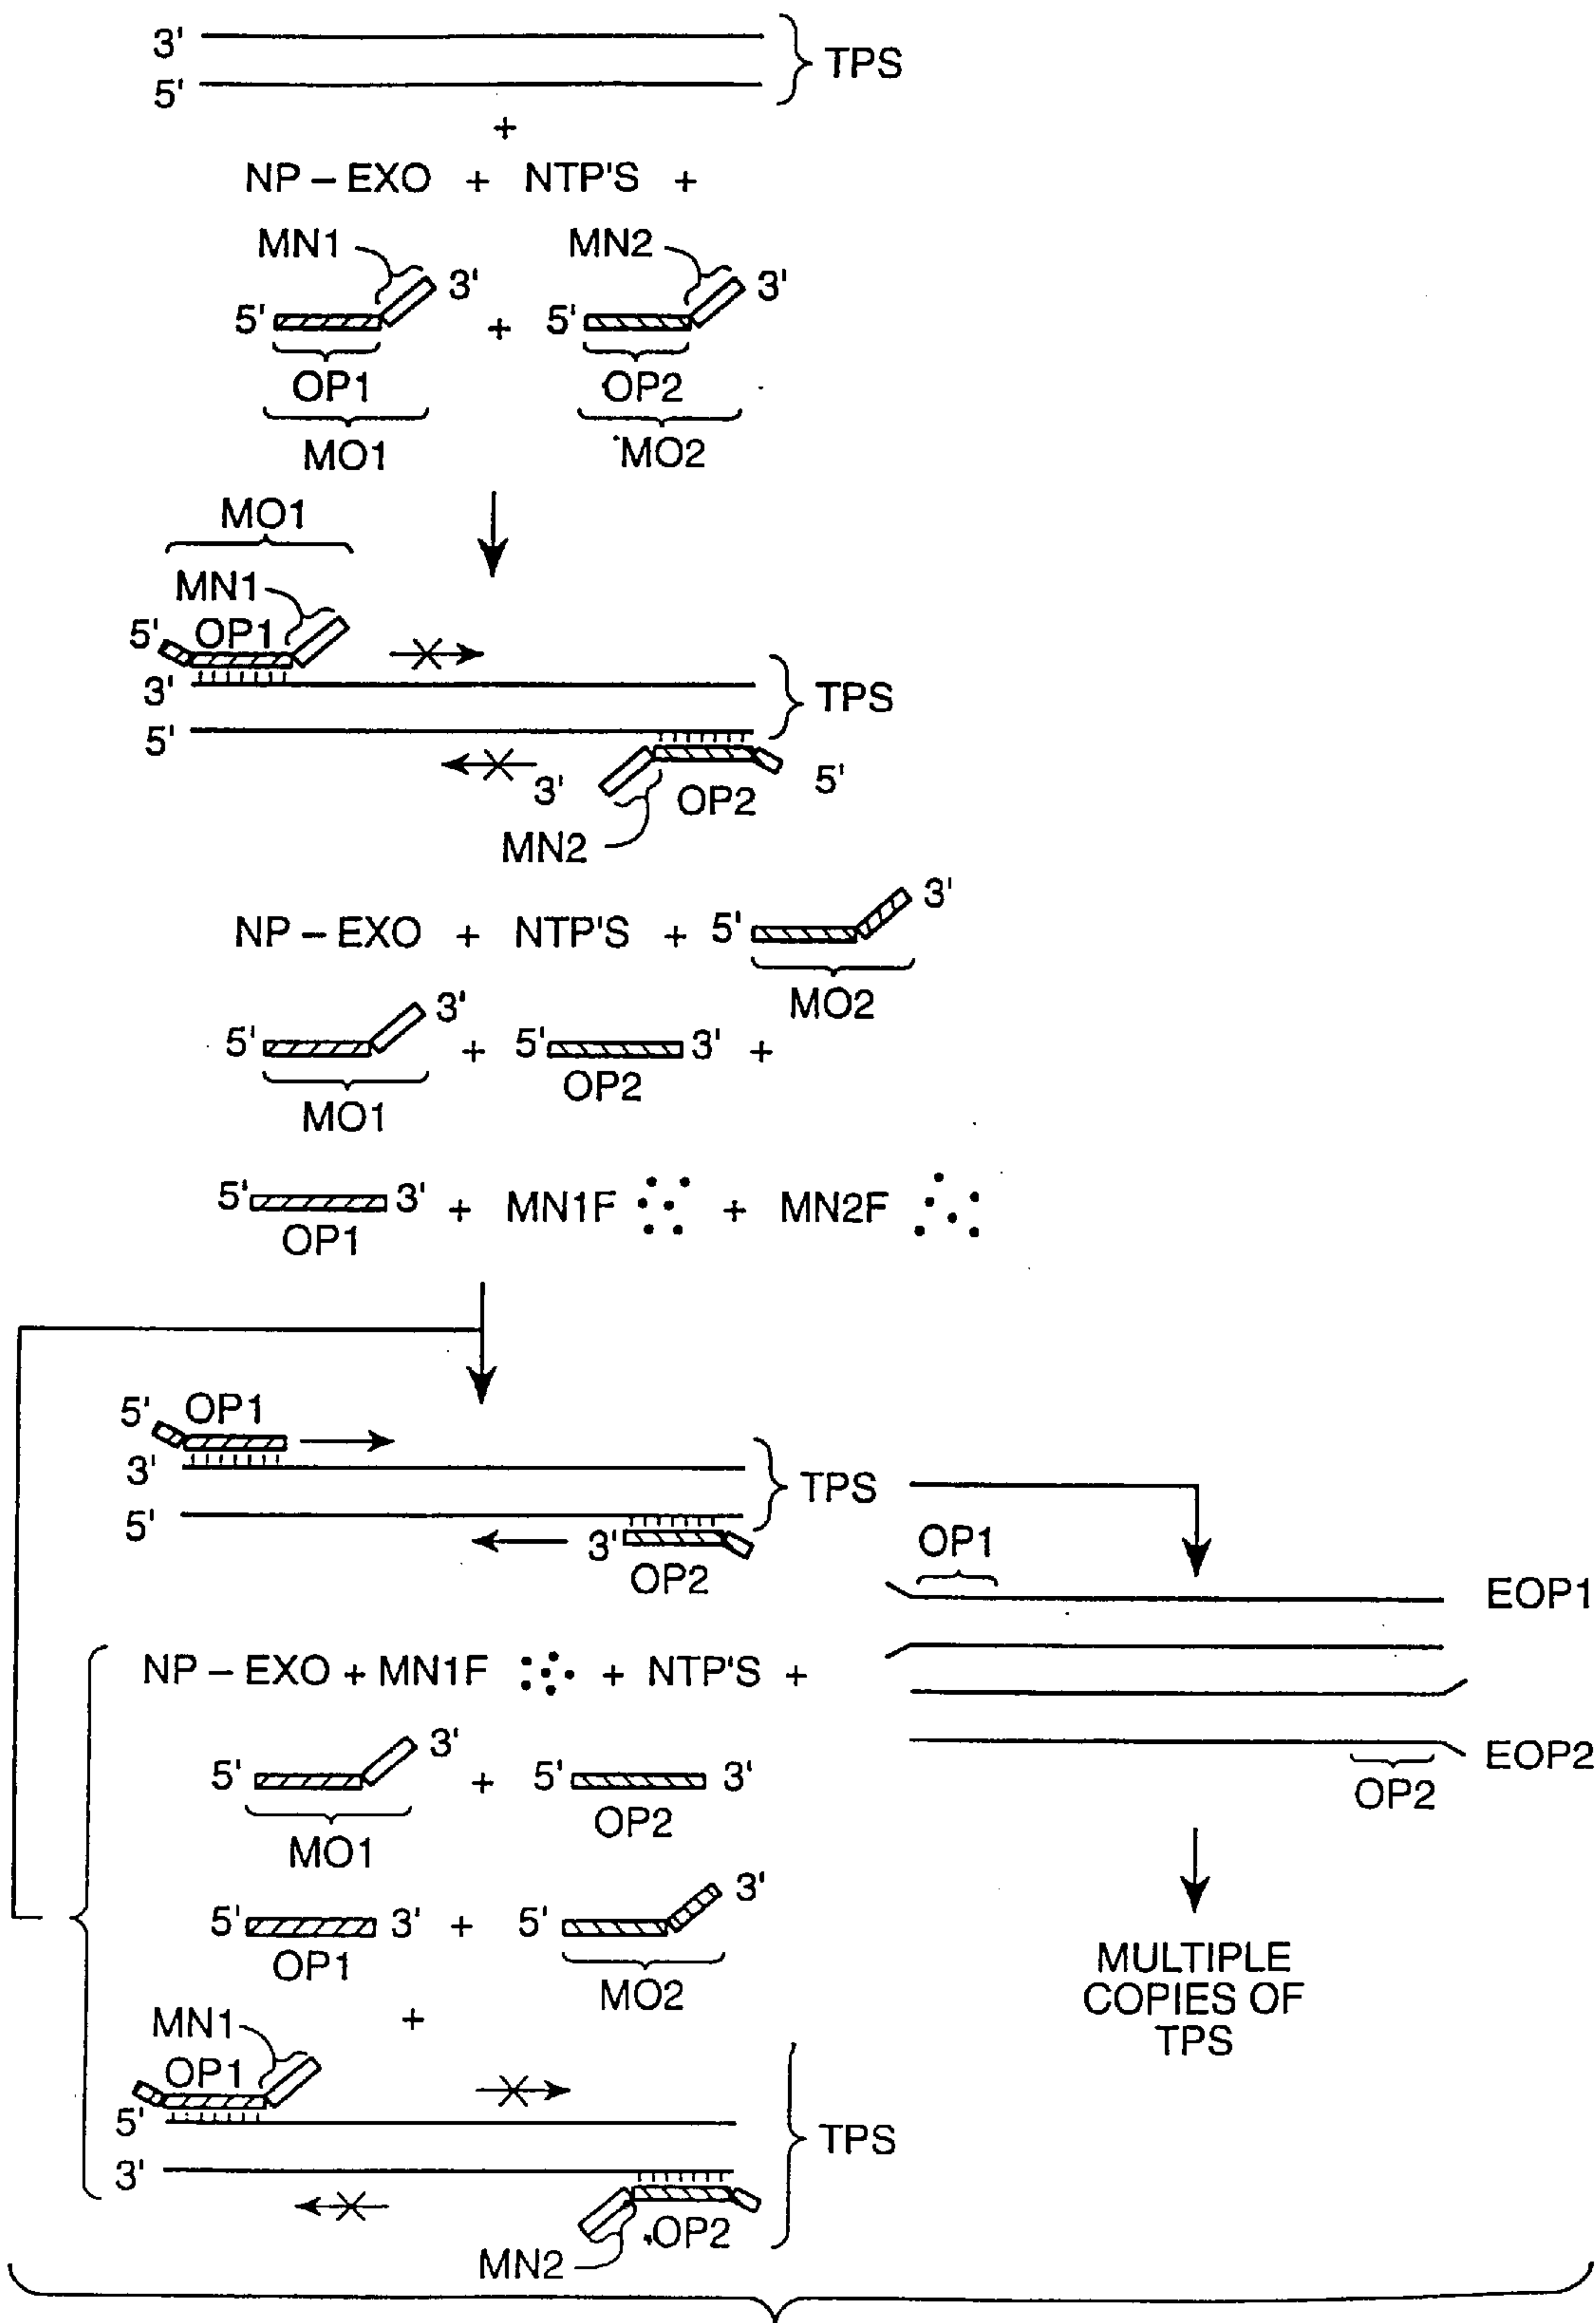 3'
TPS
5'
+
NP – EXO + NTP'S +
MN1 MN2
3' 3'
5' + 5'
OP1 OP2
MO1 MO2
MO1
MN1
5' OP1
3'
TPS
5'
3' OP2 5'
MN2
3'
NP – EXO + NTP'S + 5'
MO2
3'
5' + 5' 3' +
OP2
MO1
5' 3' + MN1F + MN2F
OP1
5' OP1
3'
TPS
5'
3'
OP2
OP1
EOP1
NP – EXO + MN1F + NTP'S +
3'
5' + 5' 3'
EOP2
OP2
OP2
MO1
3'
5' 3' + 5'
OP1
MO2
MULTIPLE
COPIES OF
TPS
+
MN1
OP1
5'
TPS
3'
OP2
MN2